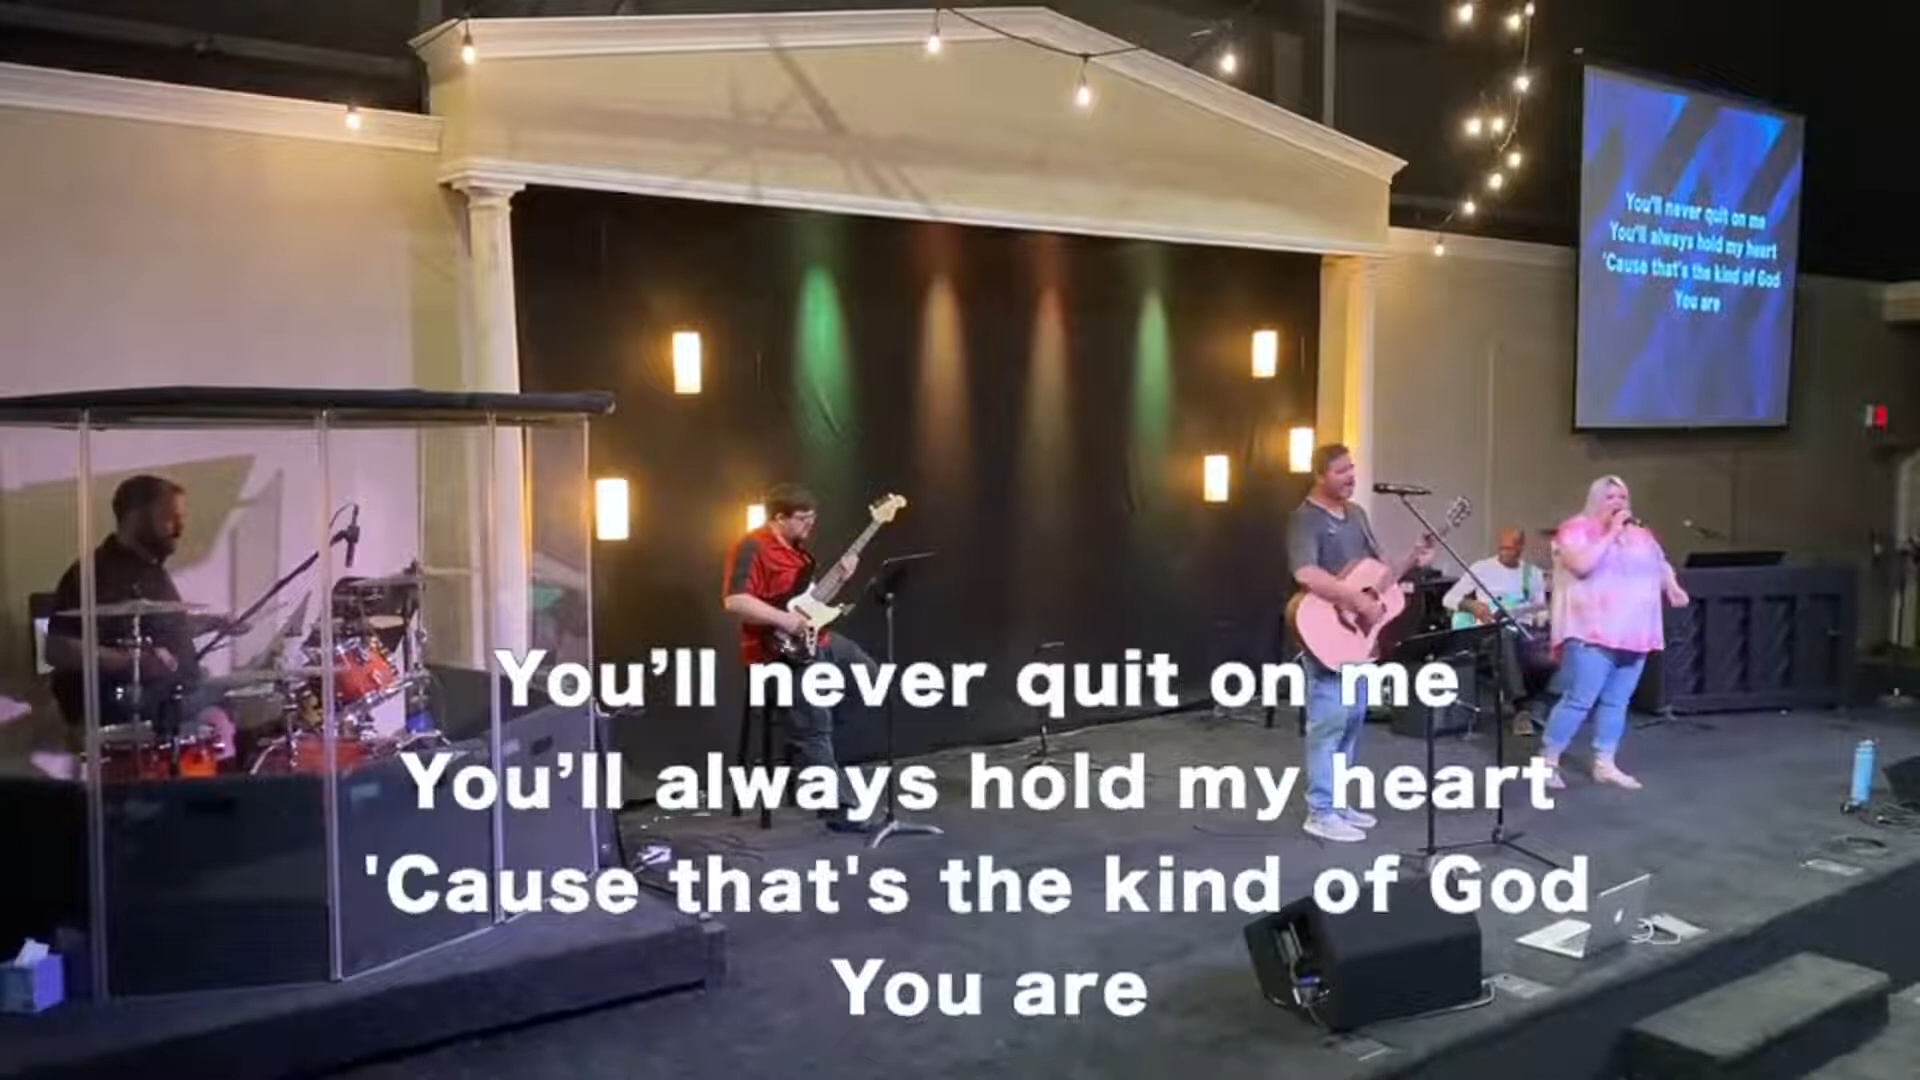 You'll never quit on me
You'll always hold my heart
'Cause that's the kind of God
You are
You’ll never quit on me
You’ll always hold my heart
'Cause that's the kind of God
You are